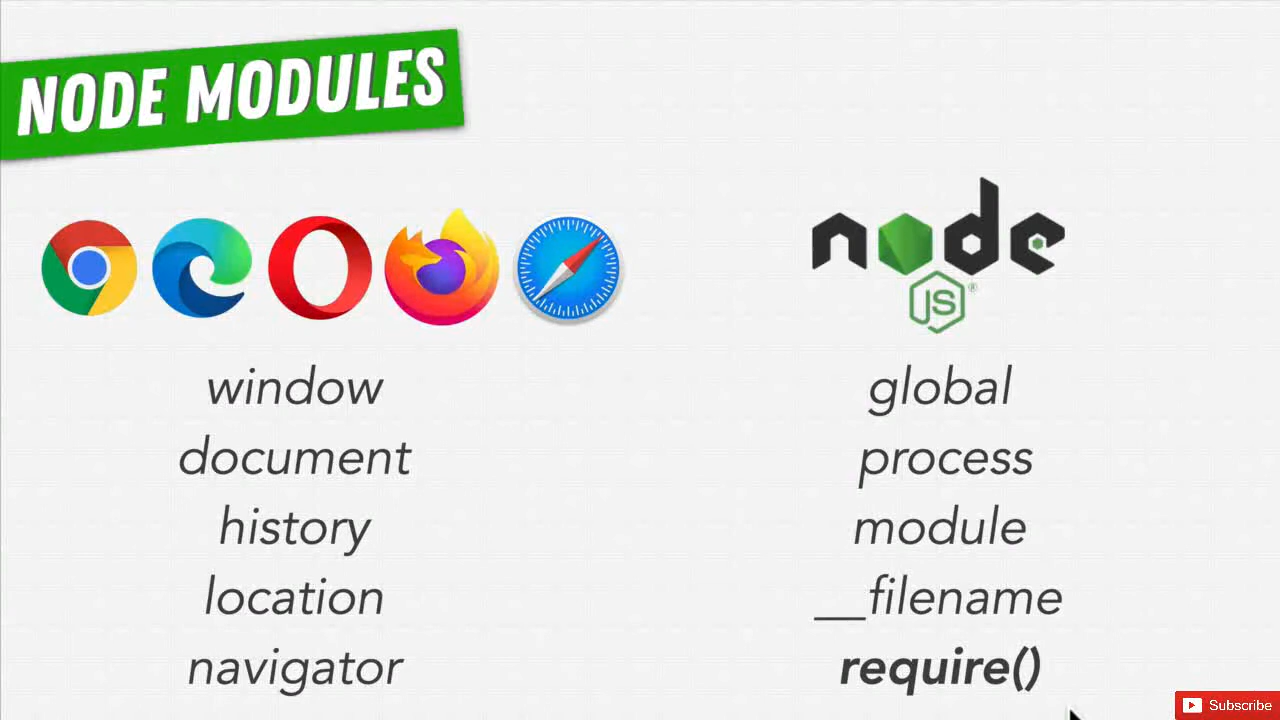 NODE MODULES
node
JS®
window
document
history
location
navigator
global
process
module
__filename
require()
Subscribe